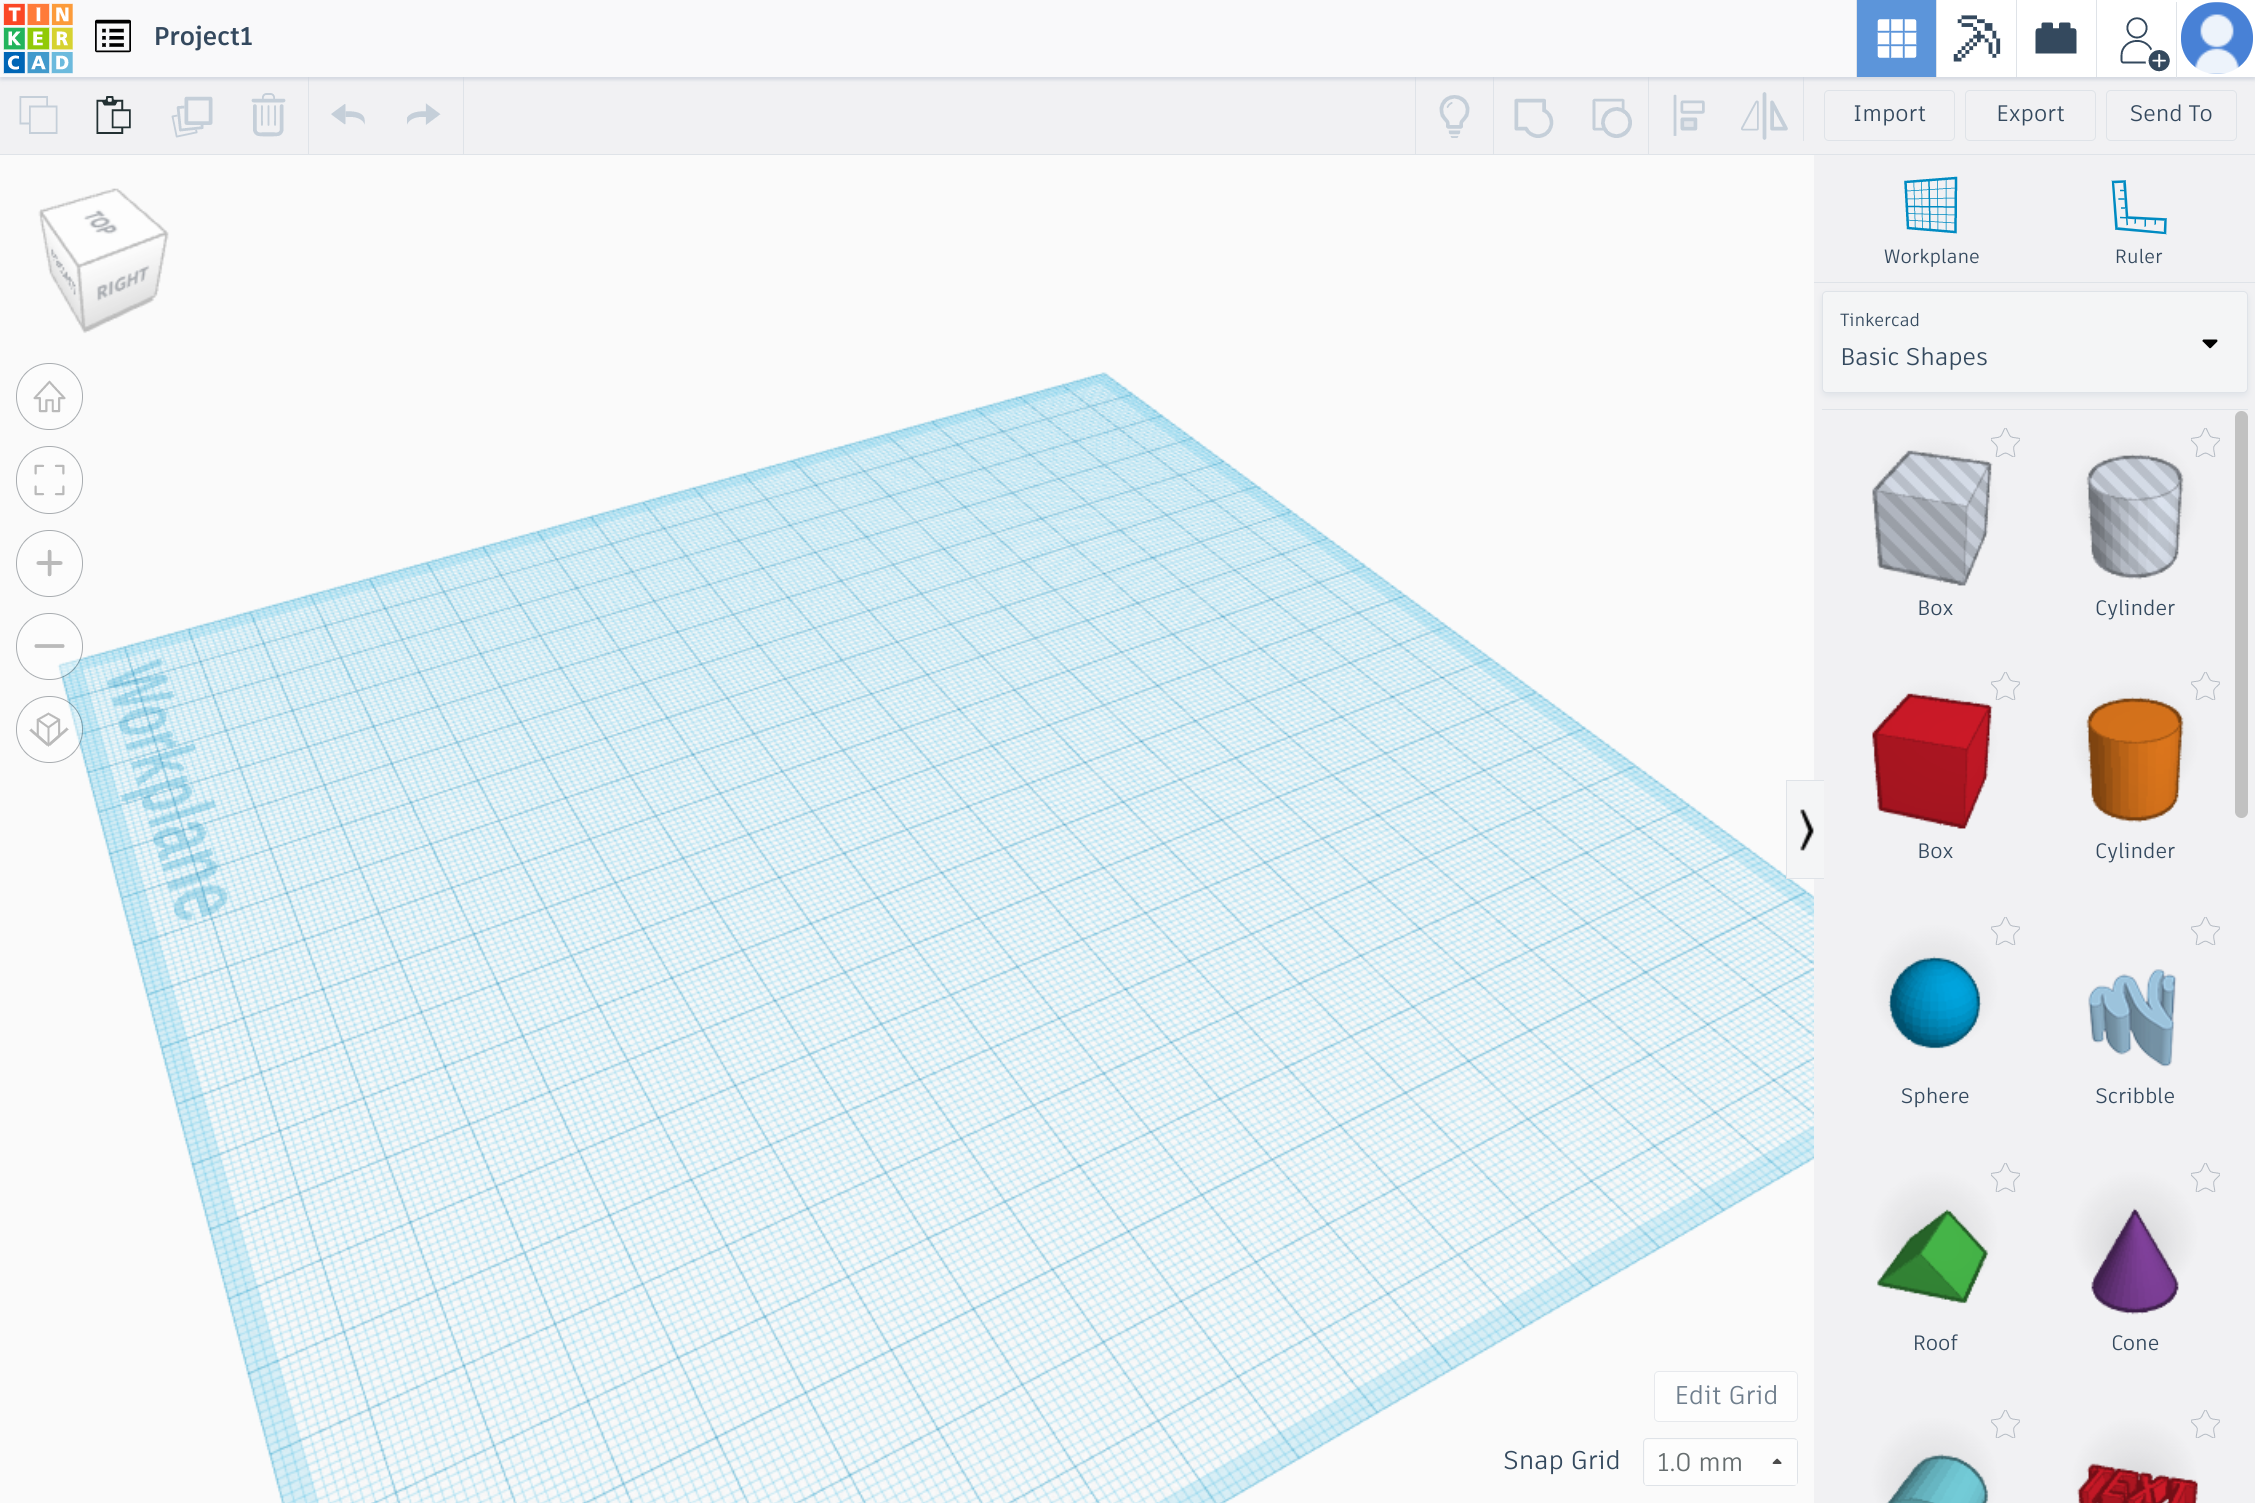 TIN
KER
CAD
Project1
Import
Export
Send To
TOP
RIGHT
Workplane
Ruler
Tinkercad
Basic Shapes
Box
Cylinder
Box
Cylinder
Sphere
Scribble
Roof
Cone
TEXT
Workplane
Edit Grid
Snap Grid
1.0 mm